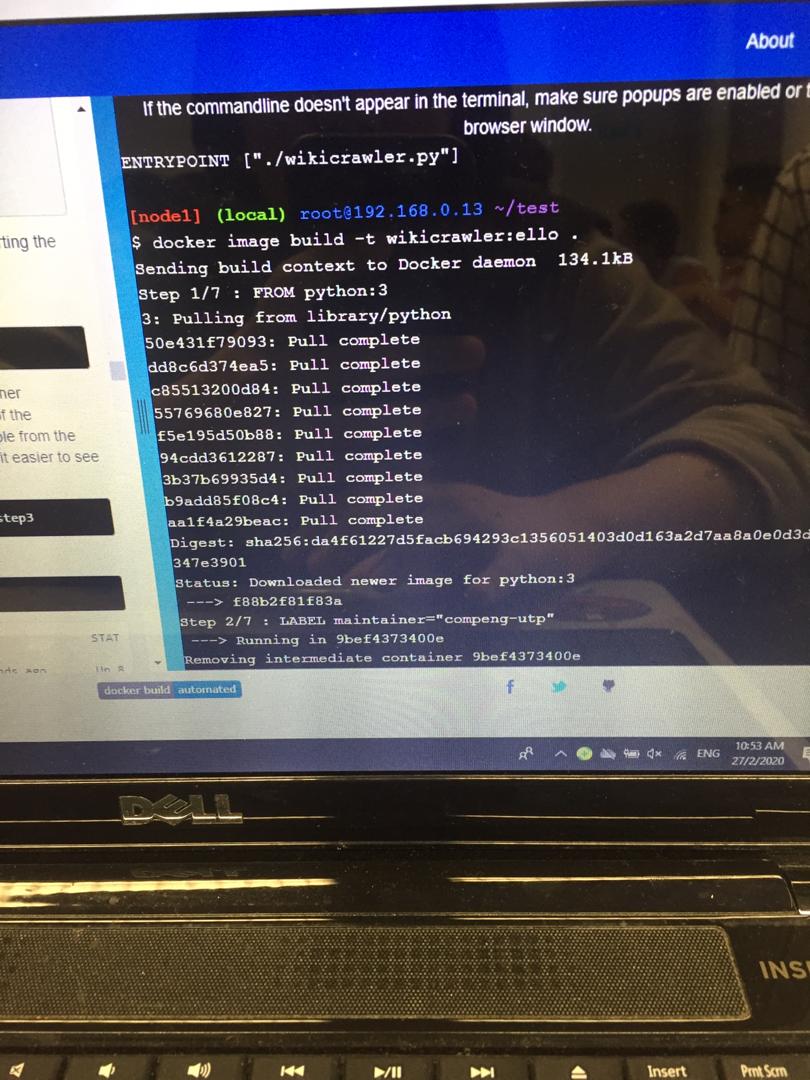 About
If the commandline doesn't appear in the terminal, make sure popups are enabled or
browser window.
ENTRYPOINT ["./wikicrawler.py"]
[node1] (local) root@192.168.0.13 ~/test
$ docker image build -t wikicrawler:ello .
Sending build context to Docker daemon 134.1kB
Step 1/7 : FROM python:3
3: Pulling from library/python
50e431f79093: Pull complete
dd8c6d374ea5: Pull complete
c85513200d84: Pull complete
55769680e827: Pull complete
f5e195d50b88: Pull complete
94cdd3612287: Pull complete
3b37b69935d4: Pull complete
b9add85f08c4: Pull complete
aa1f4a29beac: Pull complete
Digest: sha256:da4f61227d5facb694293c1356051403d0d163a2d7aa8a0e0d3d
347e3901
Status: Downloaded newer image for python:3
---> f88b2f81f83a
Step 2/7 : LABEL maintainer="compeng-utp"
---> Running in 9bef4373400e
Removing intermediate container 9bef4373400e
rting the
ner
of the
ple from the
it easier to see
step3
STAT
docker build automated
ENG
10:53 AM
27/2/2020
DELL
INS
Insert
Prnt Scrn